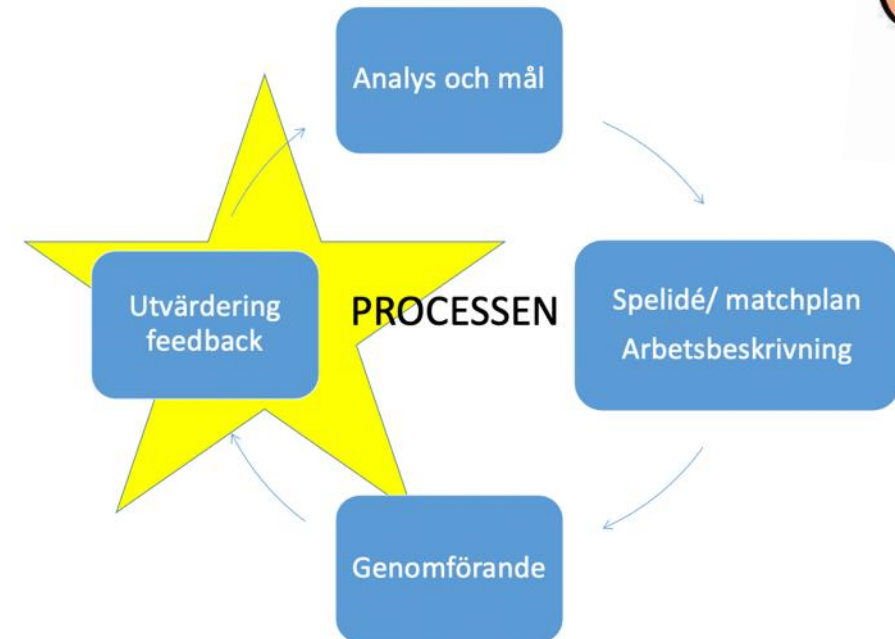 Analys och mål
Utvärdering
feedback
PROCESSEN
Spelidé/ matchplan
Arbetsbeskrivning
Genomförande